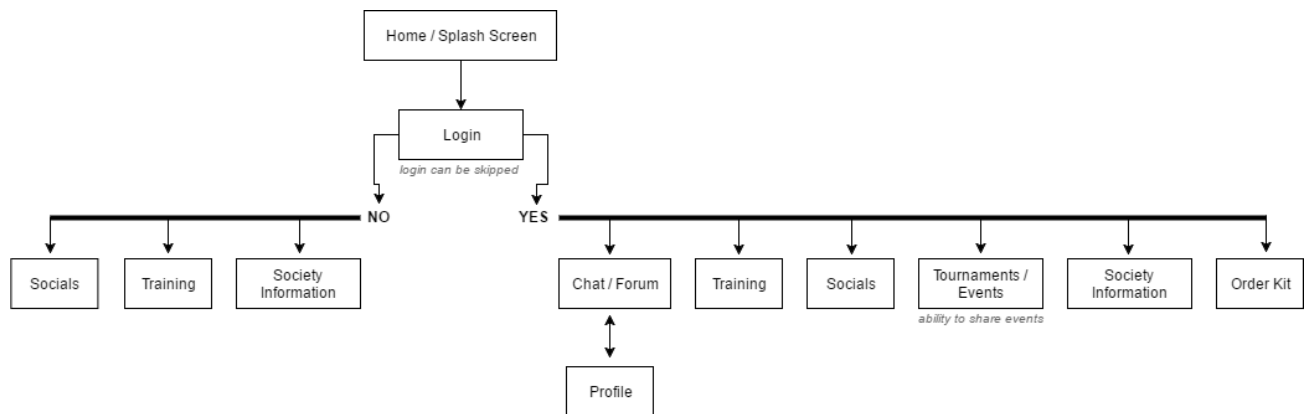 Home / Splash Screen
Login
login can be skipped
NO
YES
Socials
Training
Society
Information
Chat / Forum
Training
Socials
Tournaments /
Events
Society
Information
Order Kit
ability to share events
Profile